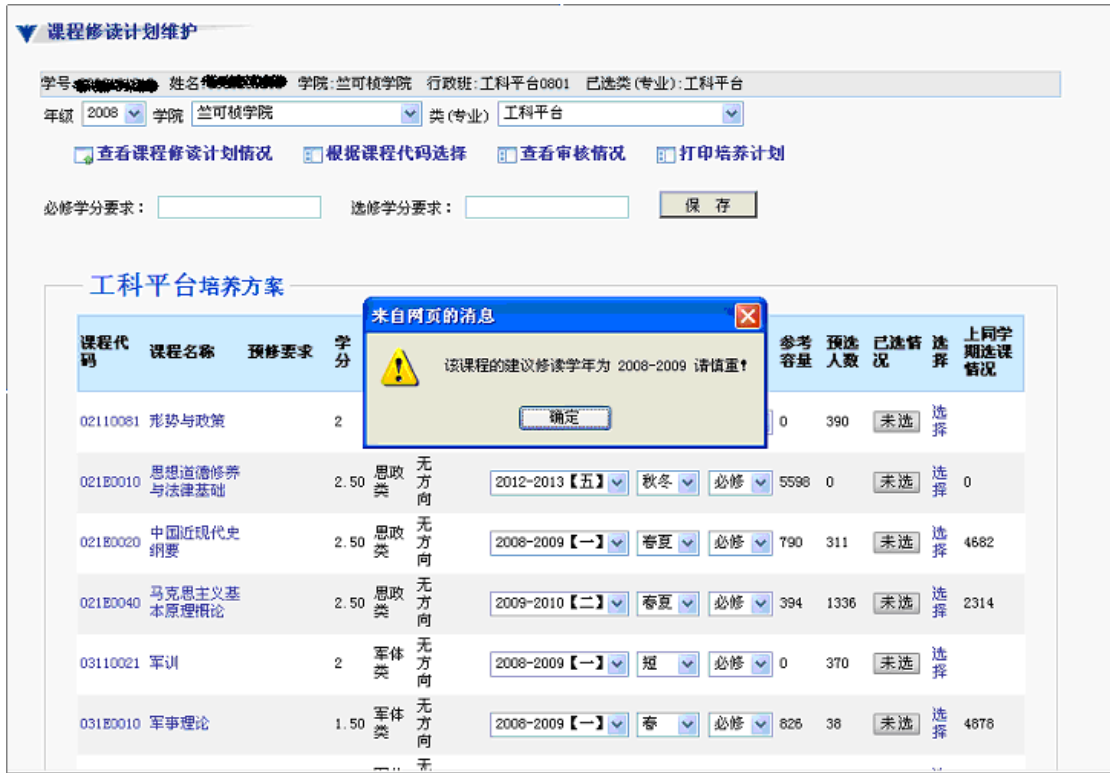 课程修读计划维护
学号 姓名: 学院:竺可桢学院 行政班:工科平台0801 已选类(专业):工科平台
年级 2008 学院 竺可桢学院 类(专业) 工科平台
查看课程修读计划情况 根据课程代码选择 查看审核情况 打印培养计划
必修学分要求: 选修学分要求: 保 存
工科平台培养方案
来自网页的消息
该课程的建议修读学年为 2008-2009 请慎重!
确定
课程代码 课程名称 预修要求 学分 参考容量 预选人数 已选情况 选择 上同学期选课情况
02110081 形势与政策 2 0 390 未选 选择
021E0010 思想道德修养与法律基础 2.50 思政类 无方向 2012-2013【五】 秋冬 必修 5598 0 未选 选择 0
021E0020 中国近现代史纲要 2.50 思政类 无方向 2008-2009【一】 春夏 必修 790 311 未选 选择 4682
021E0040 马克思主义基本原理概论 2.50 思政类 无方向 2009-2010【二】 春夏 必修 394 1336 未选 选择 2314
03110021 军训 2 军体类 无方向 2008-2009【一】 短 必修 0 370 未选 选择
031E0010 军事理论 1.50 军体类 无方向 2008-2009【一】 春 必修 826 38 未选 选择 4878